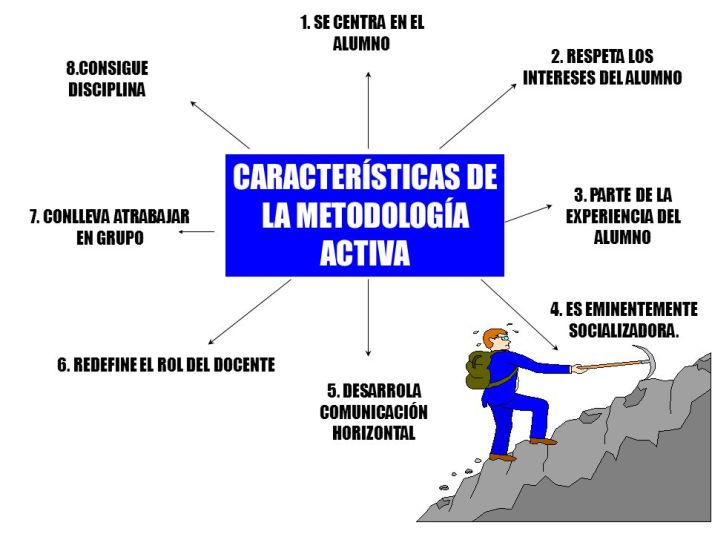 1. SE CENTRA EN EL
ALUMNO
2. RESPETA LOS
INTERESES DEL ALUMNO
8.CONSIGUE
DISCIPLINA
CARACTERÍSTICAS DE
LA METODOLOGÍA
ACTIVA
3. PARTE DE LA
EXPERIENCIA DEL
ALUMNO
7. CONLLEVA ATRABAJAR
EN GRUPO
4. ES EMINENTEMENTE
SOCIALIZADORA.
6. REDEFINE EL ROL DEL DOCENTE
5. DESARROLA
COMUNICACIÓN
HORIZONTAL